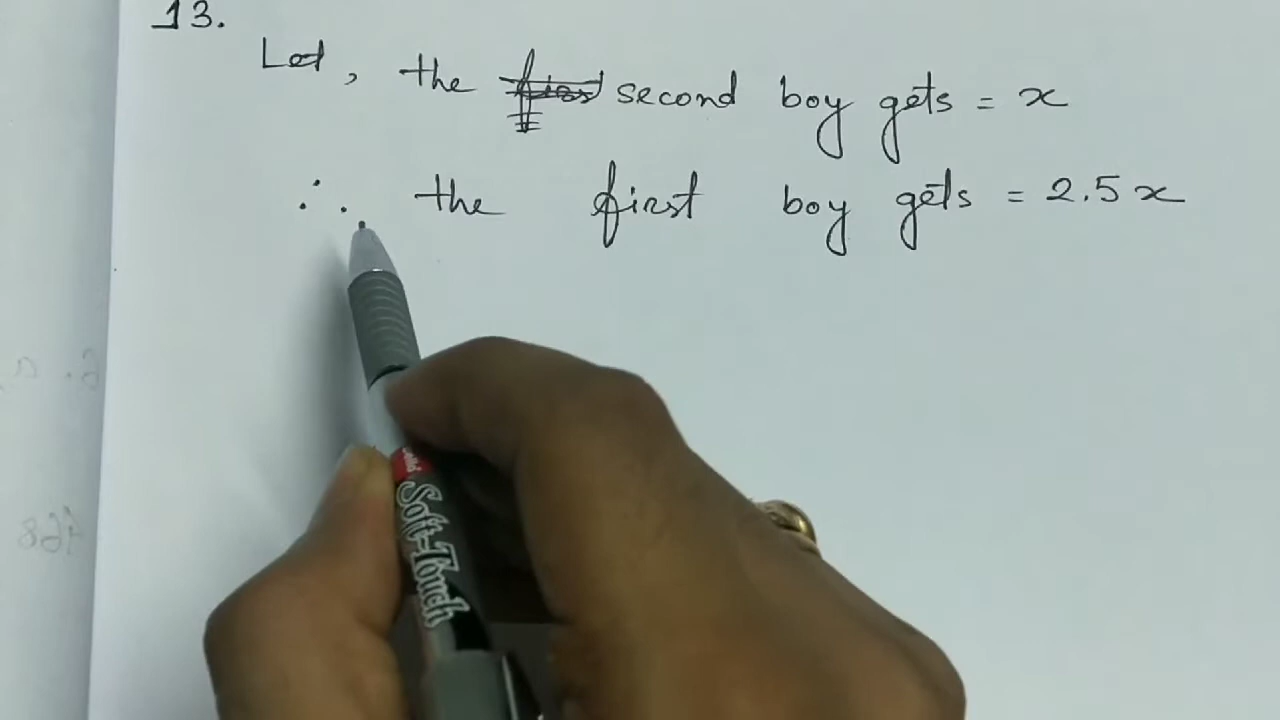 13.
Let, the second boy gets = x
∴ the first boy gets = 2.5x
Soft-Touch